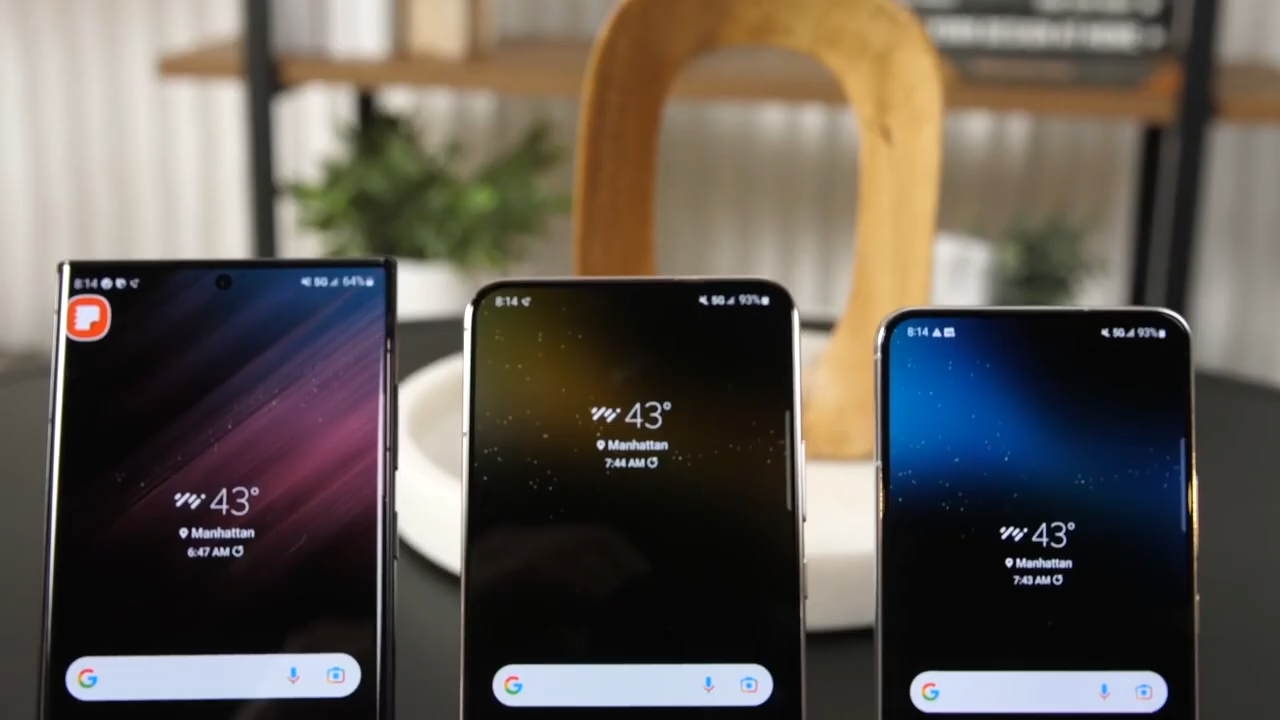 8:14
5G 64%
43°
Manhattan
6:47 AM
G
8:14
5G 93%
43°
Manhattan
7:44 AM
G
8:14
5G 93%
43°
Manhattan
7:43 AM
G